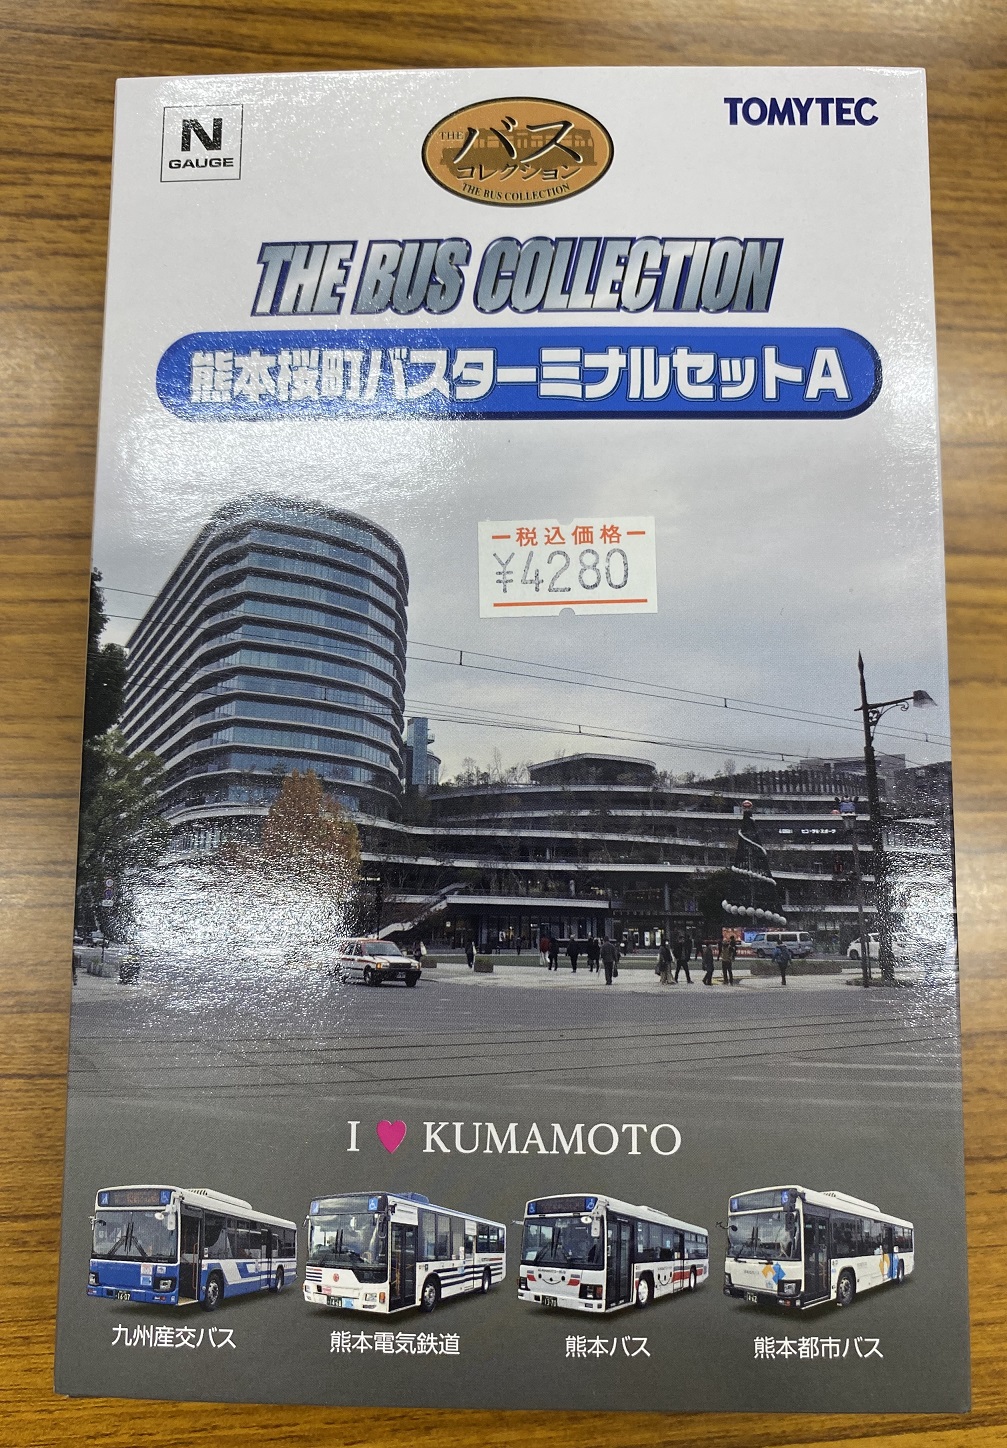 N
GAUGE
THE
バス
コレクション
THE BUS COLLECTION
TOMYTEC
THE BUS COLLECTION
熊本桜町バスターミナルセットA
税込価格
¥4280
I ♥ KUMAMOTO
九州産交バス
熊本電気鉄道
熊本バス
熊本都市バス